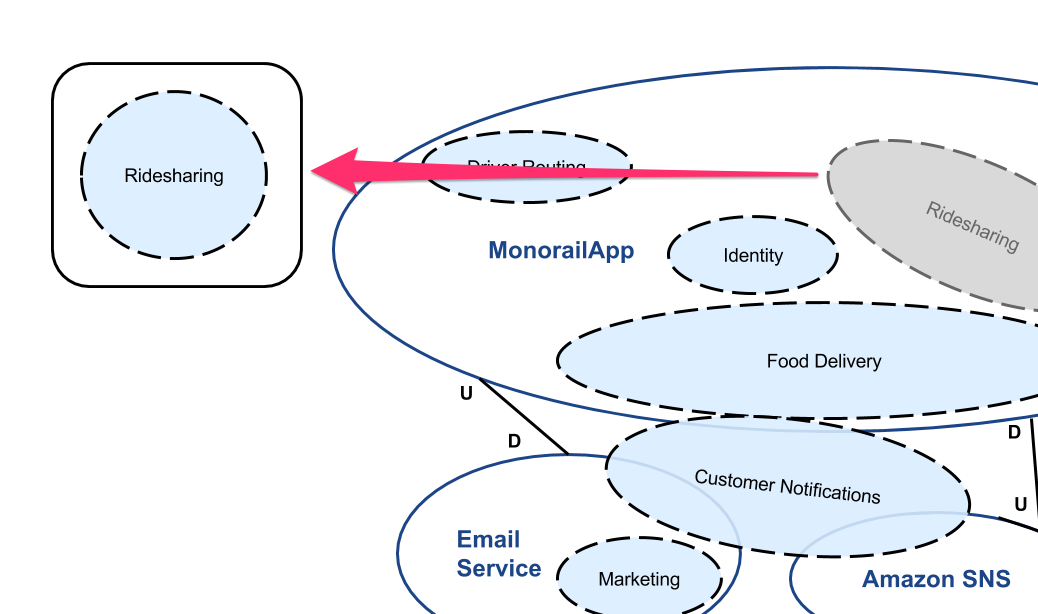 Ridesharing
Driver Routing
Ridesharing
MonorailApp
Identity
Food Delivery
U
D
D
U
Customer Notifications
Email
Service
Marketing
Amazon SNS